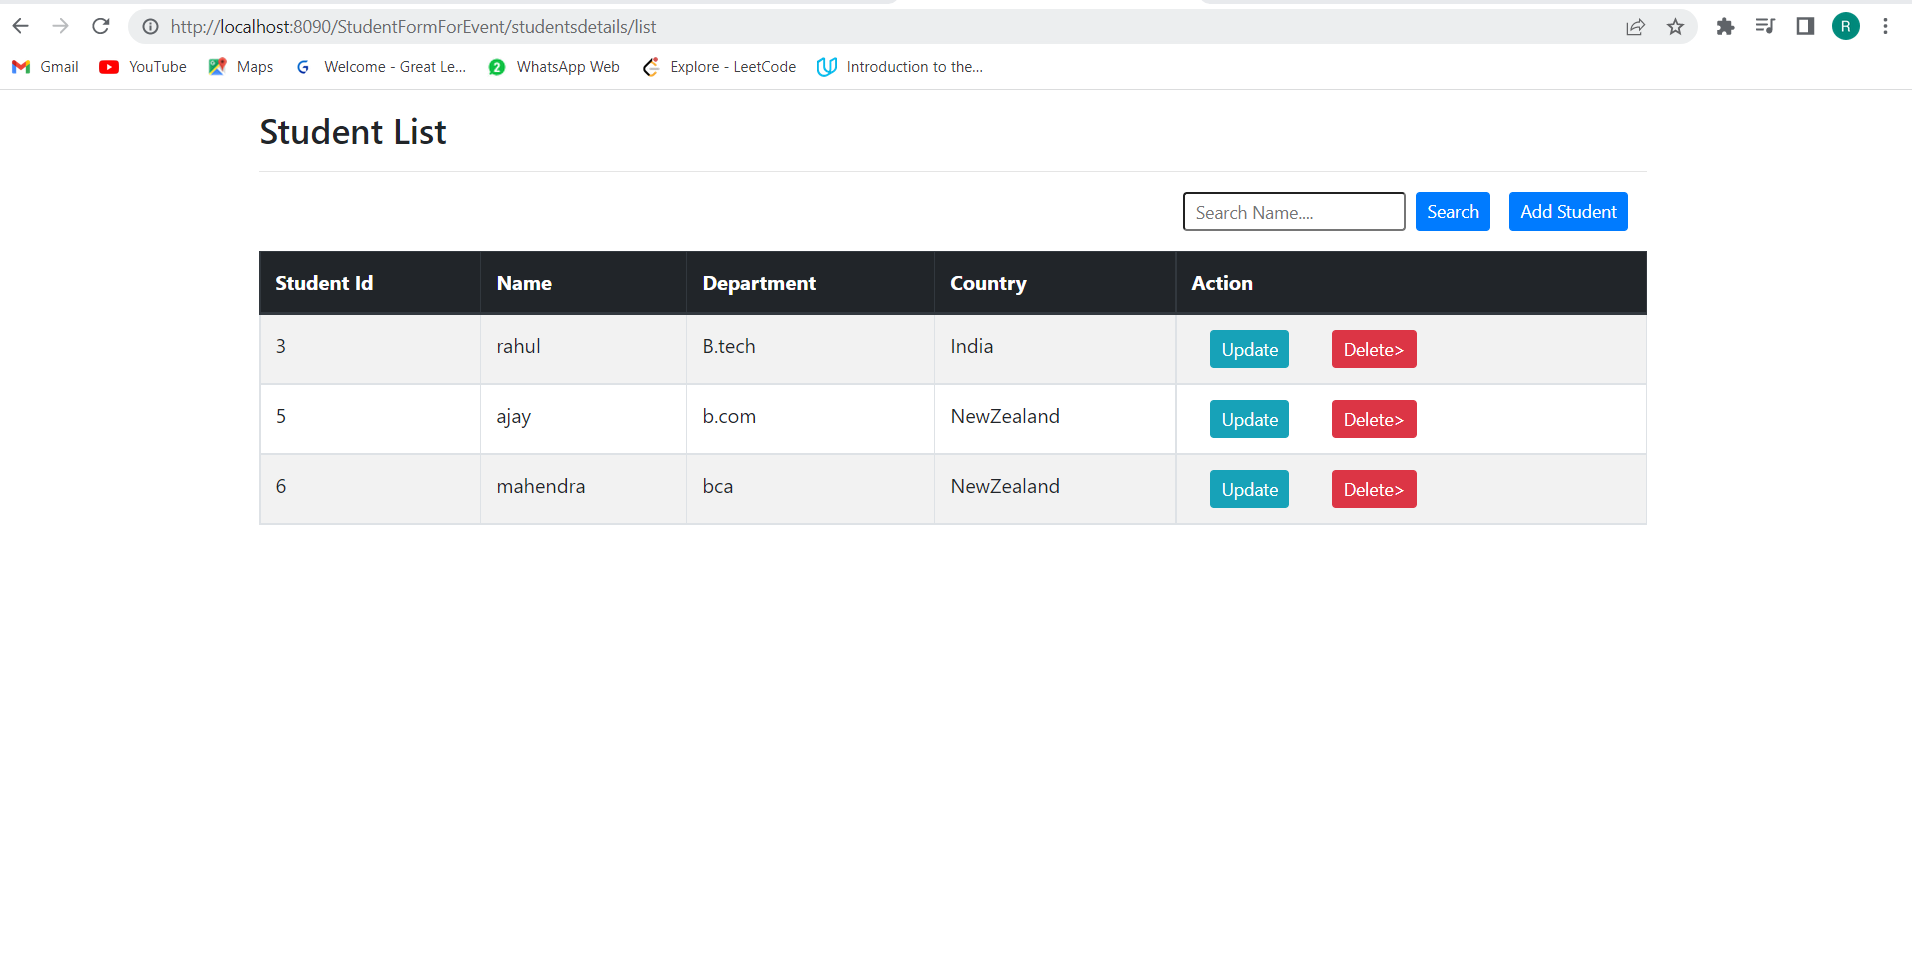 http://localhost:8090/StudentFormForEvent/studentsdetails/list R
Gmail YouTube Maps G Welcome - Great Le... 2 WhatsApp Web Explore - LeetCode Introduction to the...
Student List
Search Name.... Search Add Student
Student Id Name Department Country Action
3 rahul B.tech India Update Delete>
5 ajay b.com NewZealand Update Delete>
6 mahendra bca NewZealand Update Delete>